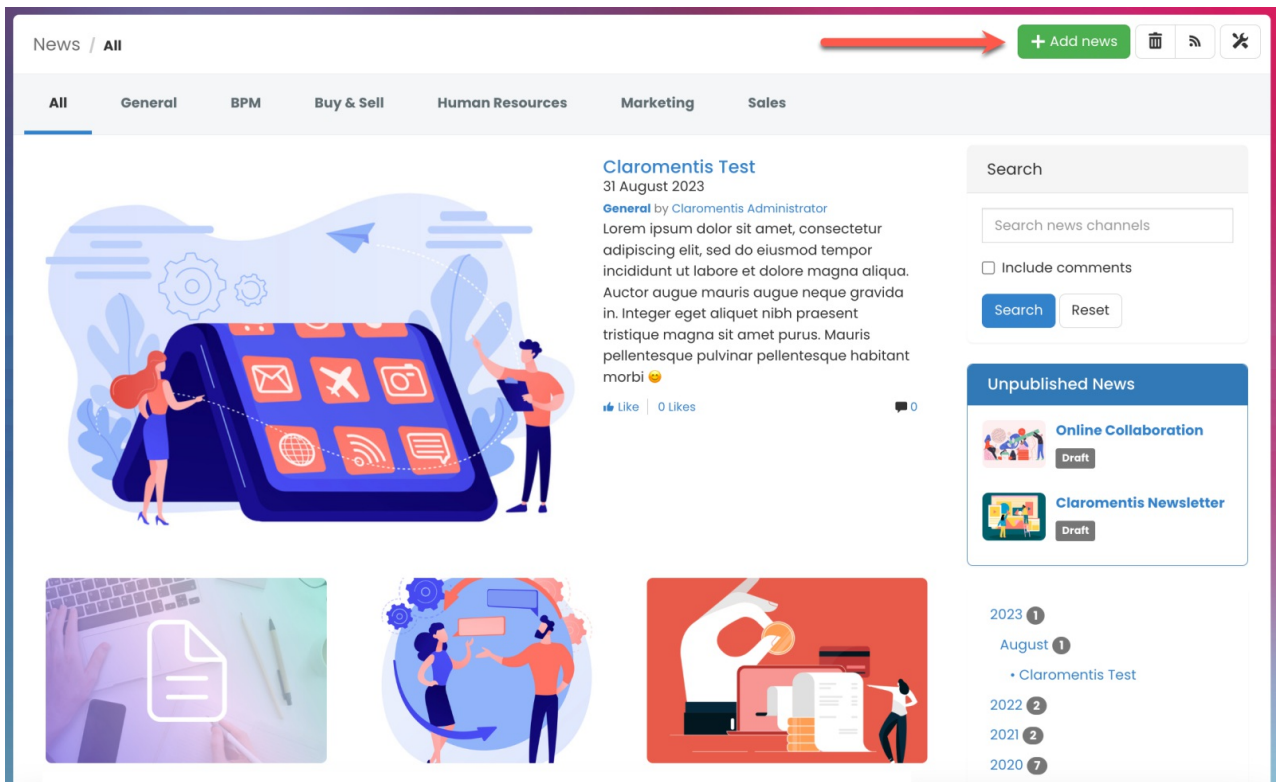 News / All
+ Add news
All General BPM Buy & Sell Human Resources Marketing Sales
Claromentis Test
31 August 2023
General by Claromentis Administrator
Lorem ipsum dolor sit amet, consectetur
adipiscing elit, sed do eiusmod tempor
incididunt ut labore et dolore magna aliqua.
Auctor augue mauris augue neque gravida
in. Integer eget aliquet nibh praesent
tristique magna sit amet purus. Mauris
pellentesque pulvinar pellentesque habitant
morbi 😊
Like 0 Likes 0
Search
Search news channels
Include comments
Search Reset
Unpublished News
Online Collaboration
Draft
Claromentis Newsletter
Draft
2023 1
August 1
• Claromentis Test
2022 2
2021 2
2020 7